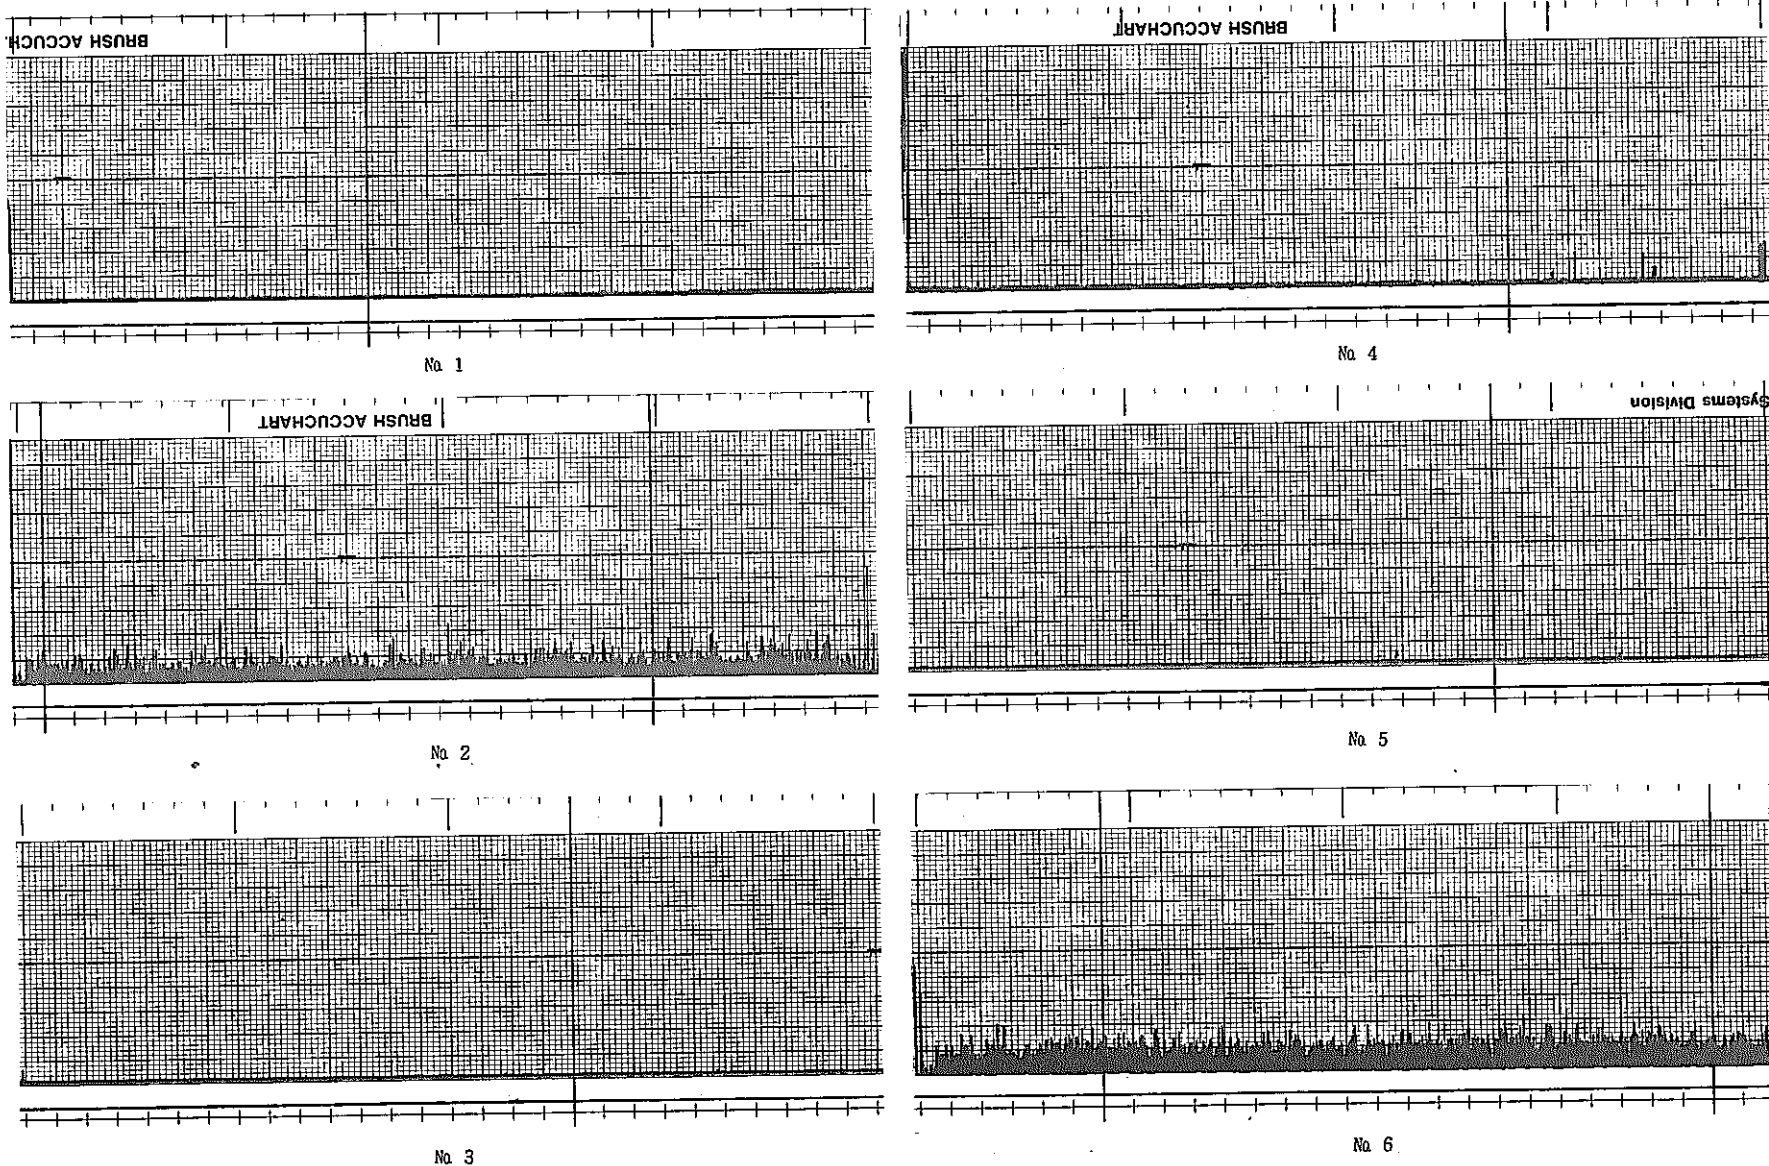 BRUSH ACCUCH
No. 1
BRUSH ACCUCHART
No. 2
No. 3
BRUSH ACCUCHART
No. 4
Systems Division
No. 5
No. 6